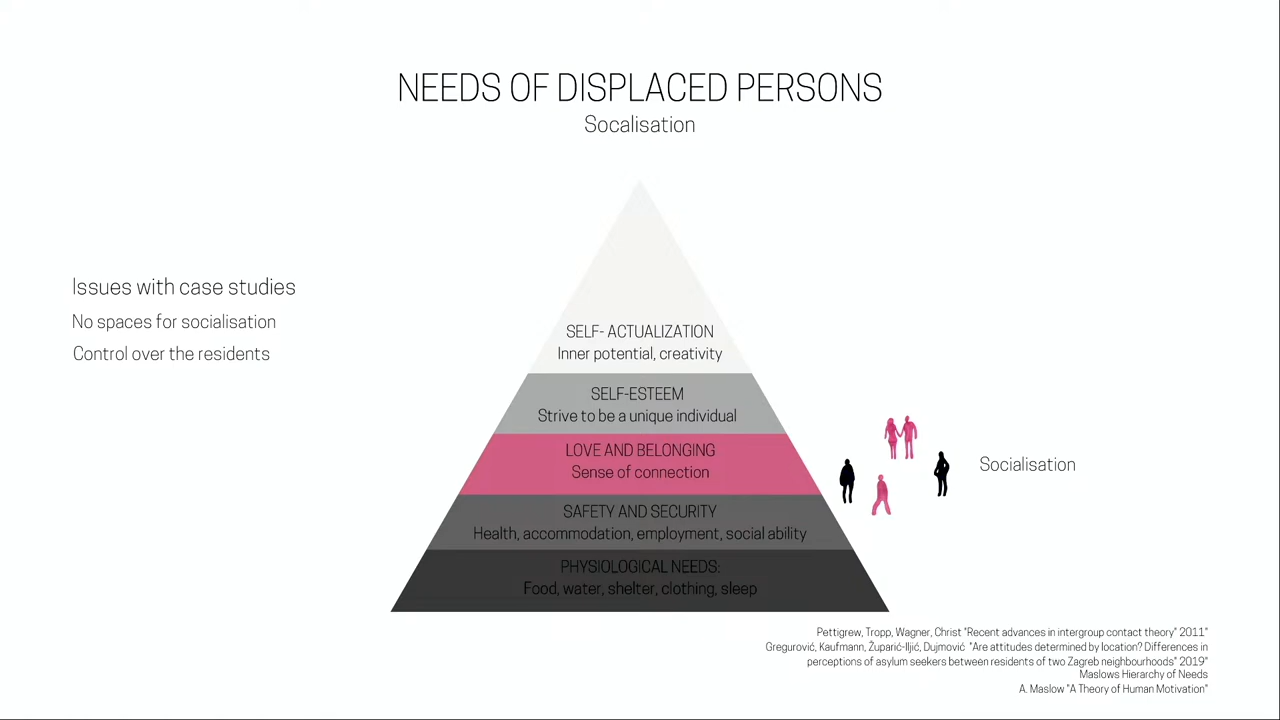 NEEDS OF DISPLACED PERSONS
Socalisation
Issues with case studies
No spaces for socialisation
Control over the residents
SELF- ACTUALIZATION
Inner potential, creativity
SELF-ESTEEM
Strive to be a unique individual
LOVE AND BELONGING
Sense of connection
SAFETY AND SECURITY
Health, accommodation, employment, social ability
PHYSIOLOGICAL NEEDS:
Food, water, shelter, clothing, sleep
Socialisation
Pettigrew, Tropp, Wagner, Christ "Recent advances in intergroup contact theory" 2011"
Gregurović, Kaufmann, Župarić-Iljić, Dujmović "Are attitudes determined by location? Differences in
perceptions of asylum seekers between residents of two Zagreb neighbourhoods" 2019"
Maslows Hierarchy of Needs
A. Maslow "A Theory of Human Motivation"